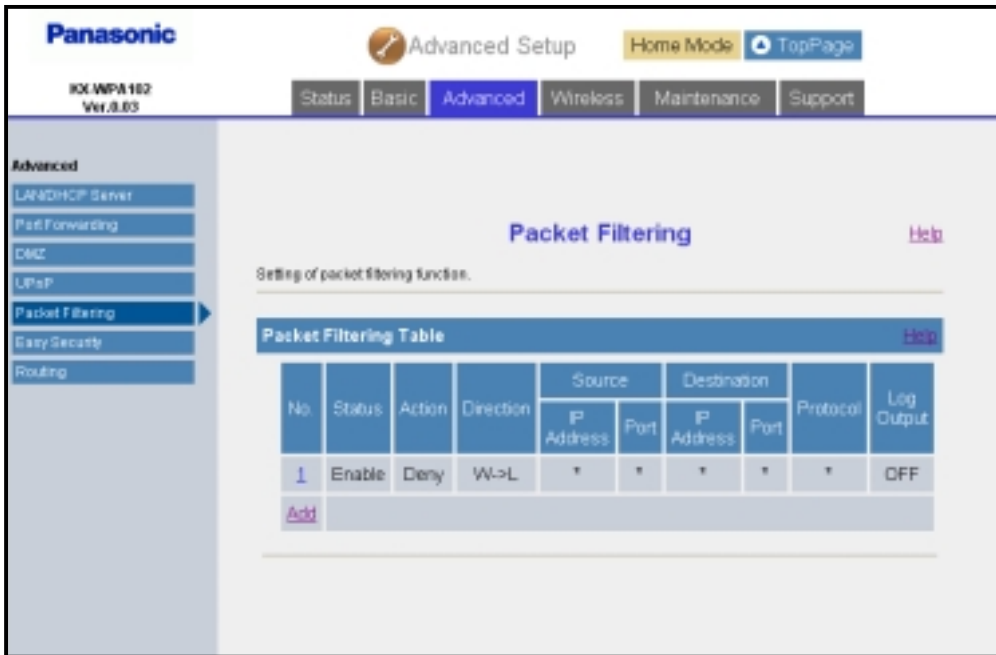 Panasonic
Advanced Setup
Home Mode
TopPage
KX-WPA102
Ver.0.03
Status Basic Advanced Wireless Maintenance Support
Advanced
LAN/DHCP Server
Port Forwarding
DMZ
UPnP
Packet Filtering
Easy Security
Routing
Packet Filtering
Help
Setting of packet filtering function.
Packet Filtering Table
Help
No. Status Action Direction Source Destination Protocol Log Output
IP Address Port IP Address Port
1 Enable Deny W->L * * * * * OFF
Add